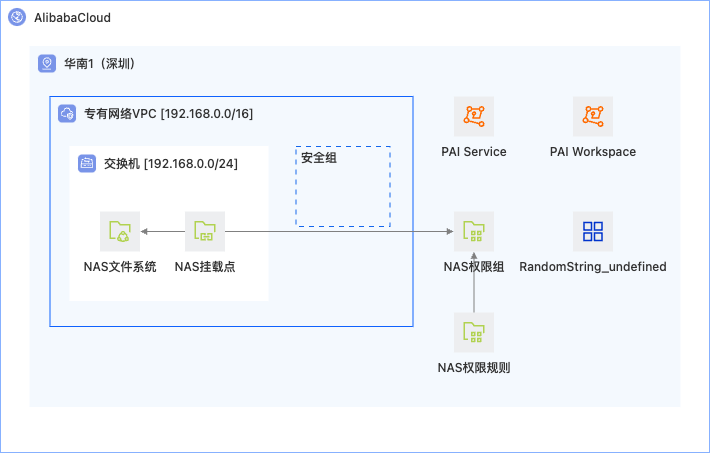 AlibabaCloud
华南1（深圳）
专有网络VPC [192.168.0.0/16]
交换机 [192.168.0.0/24]
安全组
PAI Service
PAI Workspace
NAS文件系统
NAS挂载点
NAS权限组
RandomString_undefined
NAS权限规则